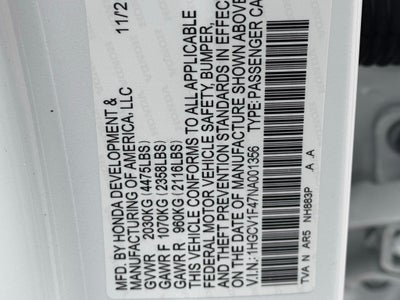 MFD. BY HONDA DEVELOPMENT & 11/2
MANUFACTURING OF AMERICA, LLC
GVWR 2030KG (4475LBS)
GAWR F 1070KG (2358LBS)
GAWR R 960KG (2116LBS)
THIS VEHICLE CONFORMS TO ALL APPLICABLE
FEDERAL MOTOR VEHICLE SAFETY, BUMPER,
AND THEFT PREVENTION STANDARDS IN EFFECT
ON THE DATE OF MANUFACTURE SHOWN ABOVE
V.I.N.: 1HGCV1F47NA001356 TYPE: PASSENGER CA
TVA N AR5 NH883P A A